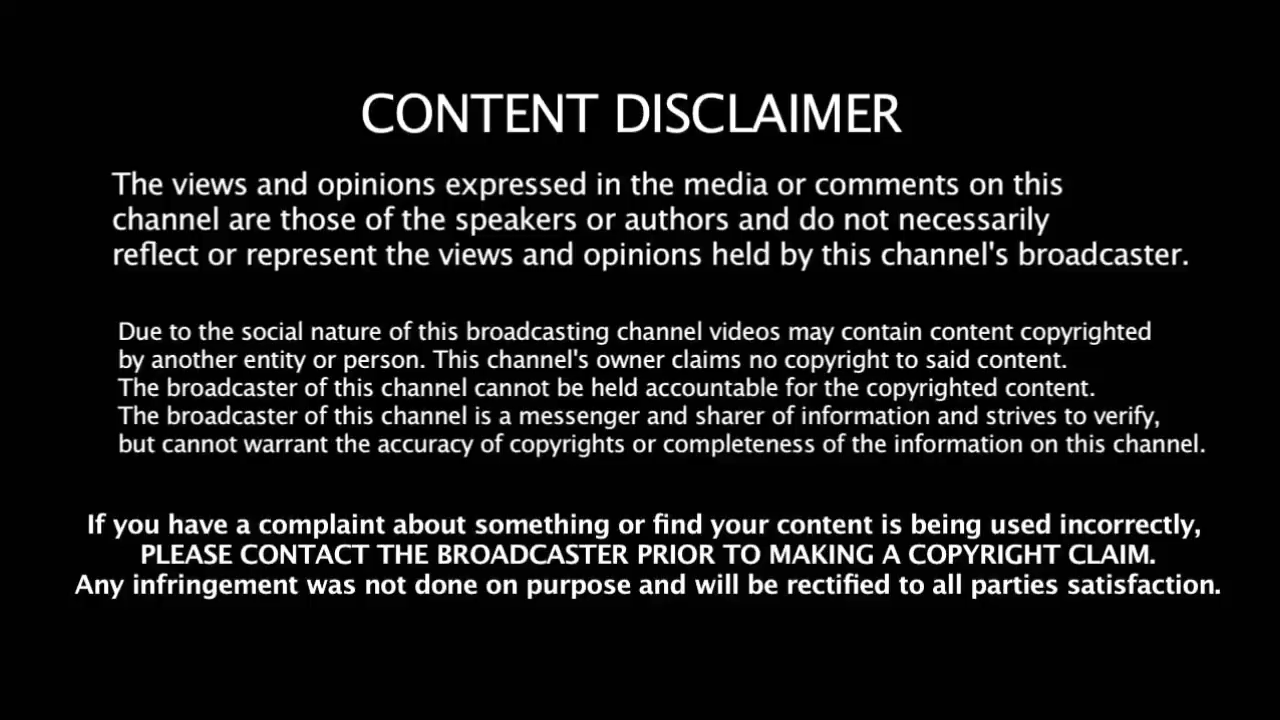 CONTENT DISCLAIMER
The views and opinions expressed in the media or comments on this
channel are those of the speakers or authors and do not necessarily
reflect or represent the views and opinions held by this channel's broadcaster.
Due to the social nature of this broadcasting channel videos may contain content copyrighted
by another entity or person. This channel's owner claims no copyright to said content.
The broadcaster of this channel cannot be held accountable for the copyrighted content.
The broadcaster of this channel is a messenger and sharer of information and strives to verify,
but cannot warrant the accuracy of copyrights or completeness of the information on this channel.
If you have a complaint about something or find your content is being used incorrectly,
PLEASE CONTACT THE BROADCASTER PRIOR TO MAKING A COPYRIGHT CLAIM.
Any infringement was not done on purpose and will be rectified to all parties satisfaction.